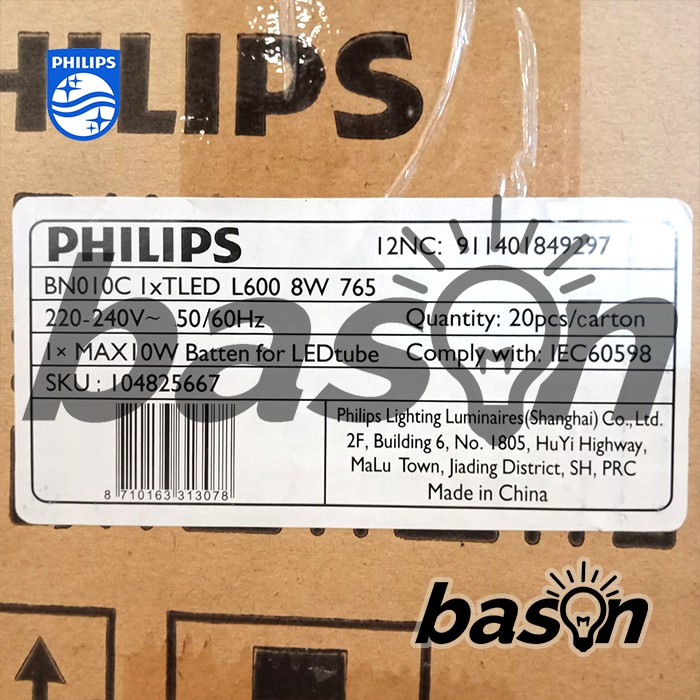 PHILIPS
PHILIPS
PHILIPS 12NC: 911401849297
BN010C 1xTLED L600 8W 765
220-240V~ 50/60Hz Quantity: 20pcs/carton
1× MAX10W Batten for LEDtube Comply with: IEC60598
SKU : 104825667
Philips Lighting Luminaires(Shanghai) Co., Ltd.
2F, Building 6, No. 1805, HuYi Highway,
MaLu Town, Jiading District, SH, PRC
Made in China
8 710163 313078
bason
bason